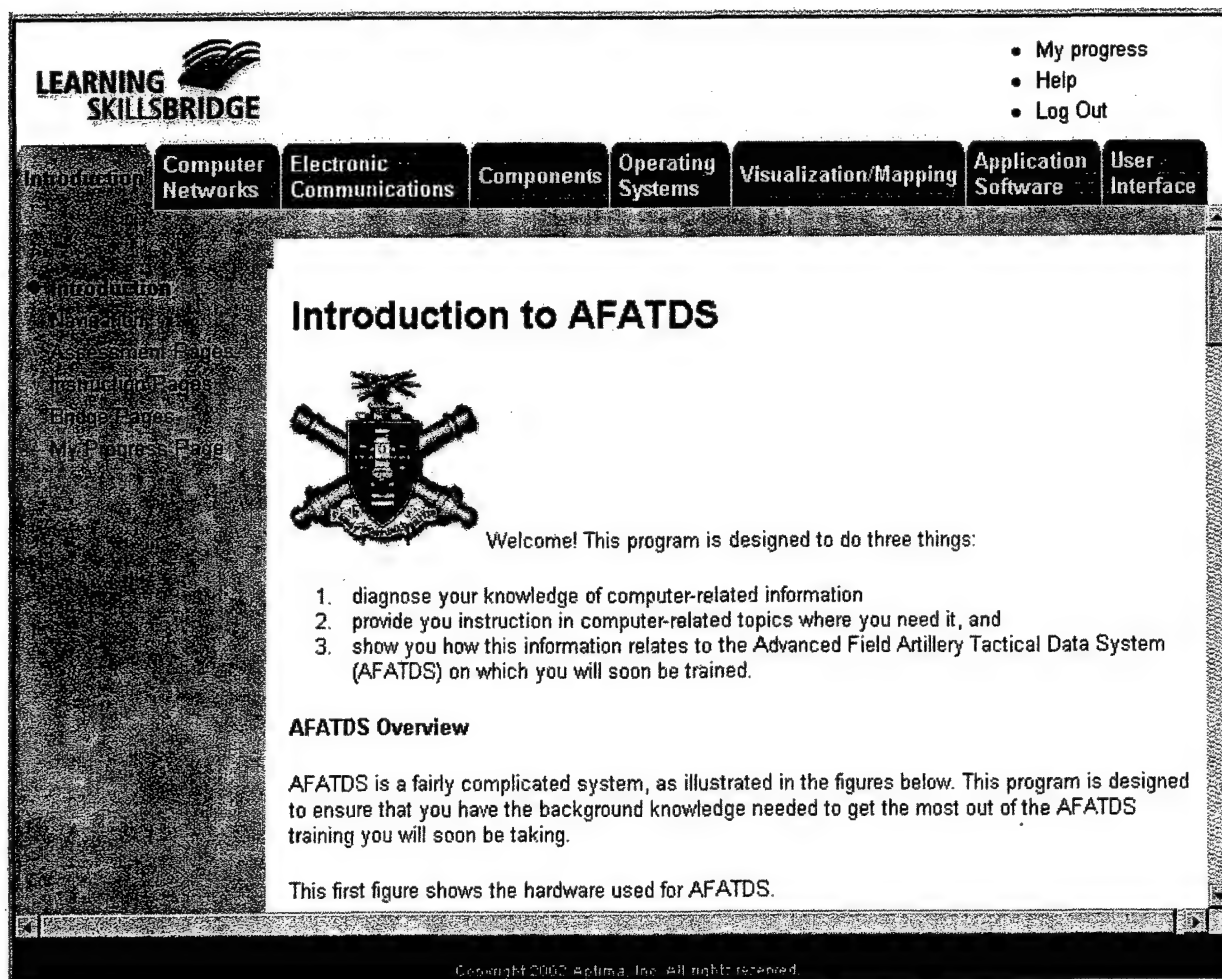 LEARNING
SKILLSBRIDGE
• My progress
• Help
• Log Out
Introduction
Computer
Networks
Electronic
Communications
Components
Operating
Systems
Visualization/Mapping
Application
Software
User
Interface
Introduction
Navigation
Assessment Pages
Instruction Pages
Bridge Pages
My Progress Page
Introduction to AFATDS
Welcome! This program is designed to do three things:
1. diagnose your knowledge of computer-related information
2. provide you instruction in computer-related topics where you need it, and
3. show you how this information relates to the Advanced Field Artillery Tactical Data System
(AFATDS) on which you will soon be trained.
AFATDS Overview
AFATDS is a fairly complicated system, as illustrated in the figures below. This program is designed
to ensure that you have the background knowledge needed to get the most out of the AFATDS
training you will soon be taking.
This first figure shows the hardware used for AFATDS.
Copyright 2002 Aptima, Inc. All rights reserved.